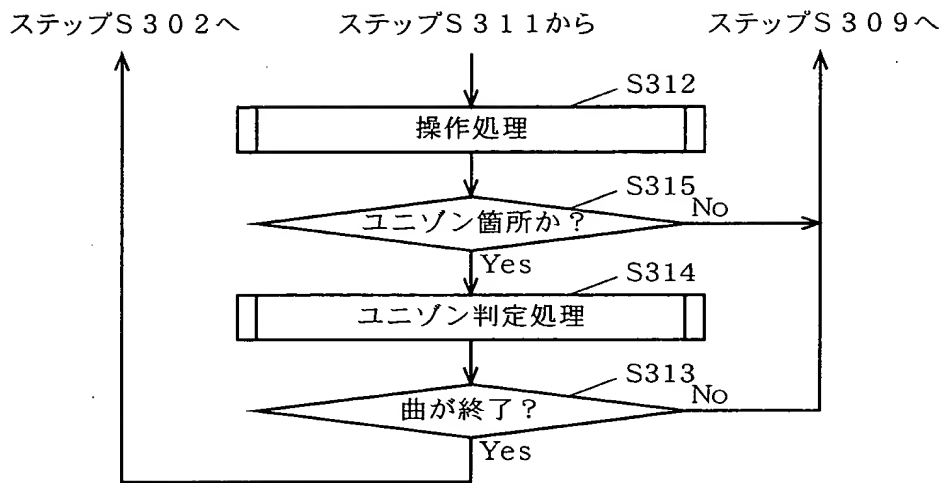 ステップS302へ
ステップS311から
ステップS309へ
S312
操作処理
S315
ユニゾン箇所か?
No
Yes
S314
ユニゾン判定処理
S313
曲が終了?
No
Yes